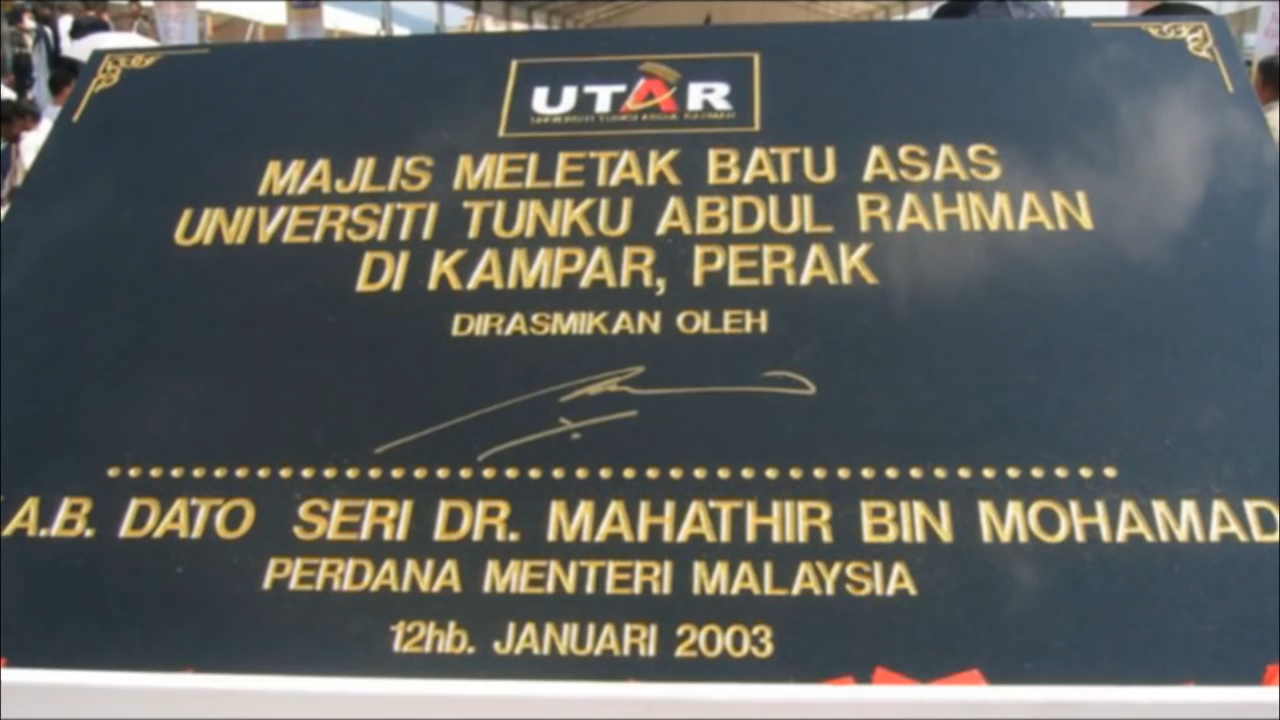 UTAR
UNIVERSITI TUNKU ABDUL RAHMAN
MAJLIS MELETAK BATU ASAS
UNIVERSITI TUNKU ABDUL RAHMAN
DI KAMPAR, PERAK
DIRASMIKAN OLEH
A.B. DATO SERI DR. MAHATHIR BIN MOHAMAD
PERDANA MENTERI MALAYSIA
12hb. JANUARI 2003